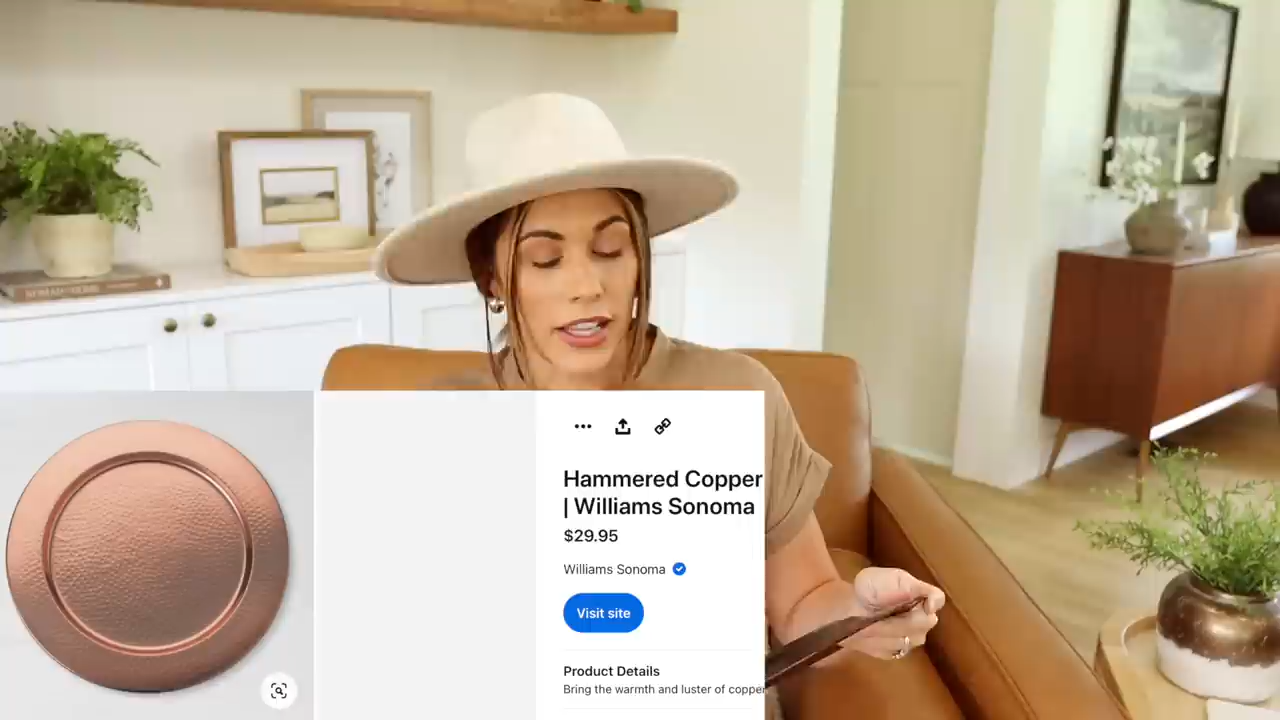 Hammered Copper
| Williams Sonoma
$29.95
Williams Sonoma
Visit site
Product Details
Bring the warmth and luster of copper